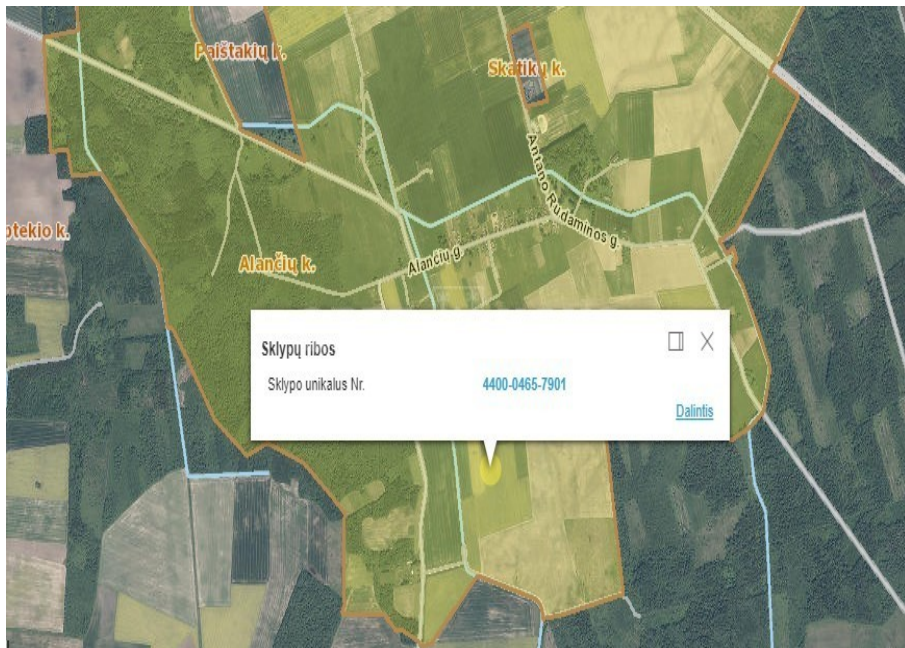 Paištakių k.
Skatikų k.
Antano Rudaminos g.
otekio k.
Alančių k.
Alančių g.
Sklypų ribos
Sklypo unikalus Nr. 4400-0465-7901
Dalintis